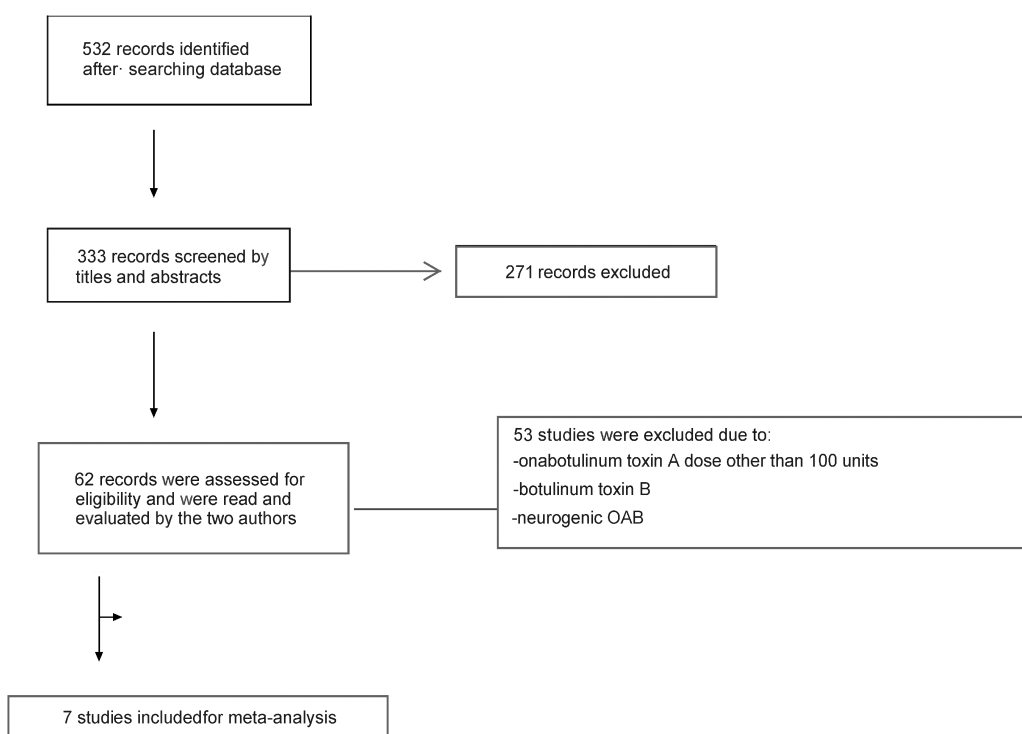 532 records identified
after· searching database
333 records screened by
titles and abstracts
271 records excluded
62 records were assessed for
eligibility and were read and
evaluated by the two authors
53 studies were excluded due to:
-onabotulinum toxin A dose other than 100 units
-botulinum toxin B
-neurogenic OAB
7 studies includedfor meta-analysis